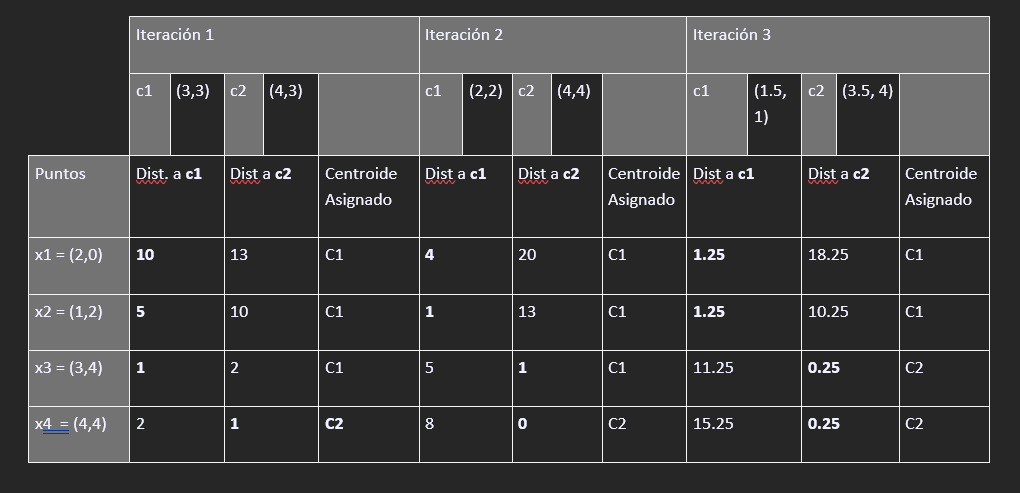 Iteración 1 Iteración 2 Iteración 3
c1 (3,3) c2 (4,3) c1 (2,2) c2 (4,4) c1 (1.5, 1) c2 (3.5, 4)
Puntos Dist. a c1 Dist a c2 Centroide Asignado Dist a c1 Dist a c2 Centroide Asignado Dist a c1 Dist a c2 Centroide Asignado
x1 = (2,0) 10 13 C1 4 20 C1 1.25 18.25 C1
x2 = (1,2) 5 10 C1 1 13 C1 1.25 10.25 C1
x3 = (3,4) 1 2 C1 5 1 C1 11.25 0.25 C2
x4 = (4,4) 2 1 C2 8 0 C2 15.25 0.25 C2